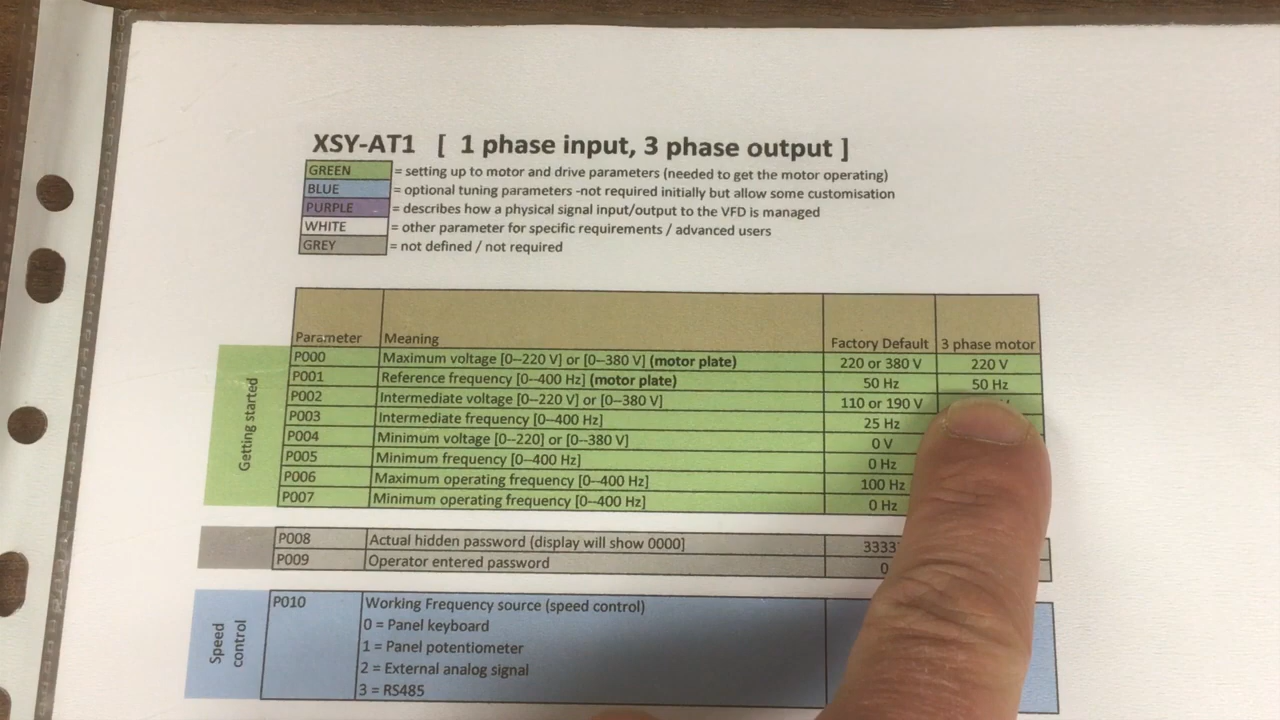 XSY-AT1 [ 1 phase input, 3 phase output ]
GREEN = setting up to motor and drive parameters (needed to get the motor operating)
BLUE = optional tuning parameters -not required initially but allow some customisation
PURPLE = describes how a physical signal input/output to the VFD is managed
WHITE = other parameter for specific requirements / advanced users
GREY = not defined / not required
Parameter Meaning Factory Default 3 phase motor
Getting started
P000 Maximum voltage [0--220 V] or [0--380 V] (motor plate) 220 or 380 V 220 V
P001 Reference frequency [0--400 Hz] (motor plate) 50 Hz 50 Hz
P002 Intermediate voltage [0--220 V] or [0--380 V] 110 or 190 V
P003 Intermediate frequency [0--400 Hz] 25 Hz
P004 Minimum voltage [0--220] or [0--380 V] 0 V
P005 Minimum frequency [0--400 Hz] 0 Hz
P006 Maximum operating frequency [0--400 Hz] 100 Hz
P007 Minimum operating frequency [0--400 Hz] 0 Hz
P008 Actual hidden password (display will show 0000]
P009 Operator entered password 0
Speed control
P010 Working Frequency source (speed control)
0 = Panel keyboard
1 = Panel potentiometer
2 = External analog signal
3 = RS485